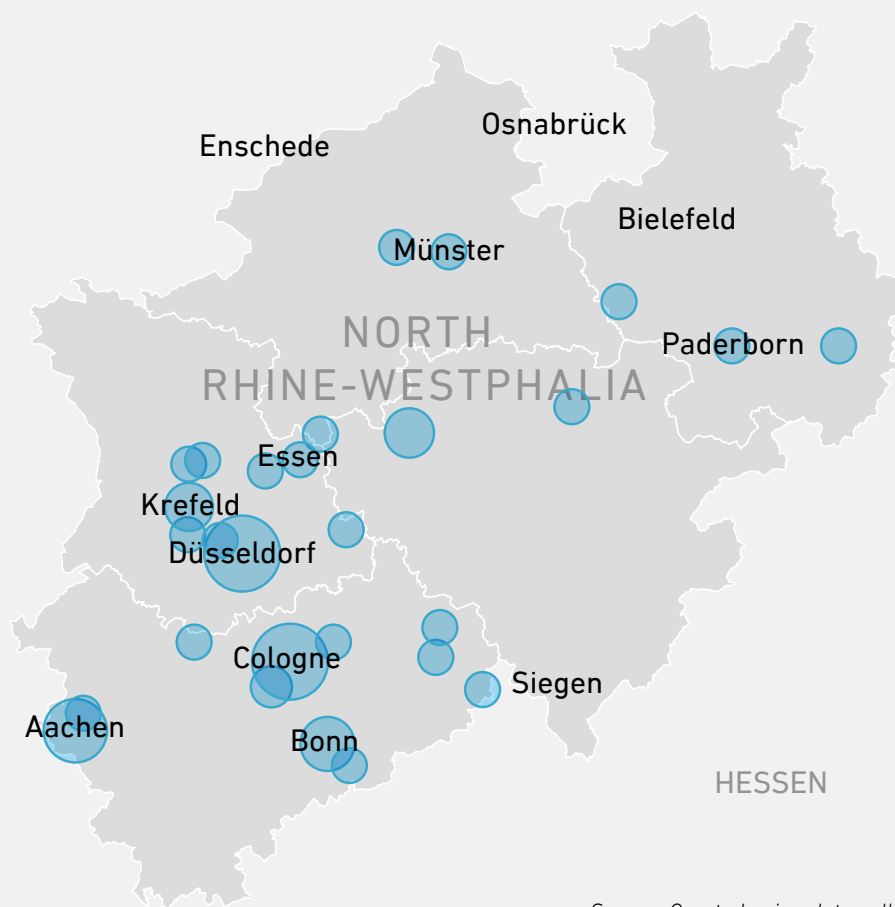 Osnabrück
Enschede
Bielefeld
Münster
NORTH
RHINE-WESTPHALIA
Paderborn
Essen
Krefeld
Düsseldorf
Cologne
Siegen
Aachen
Bonn
HESSEN